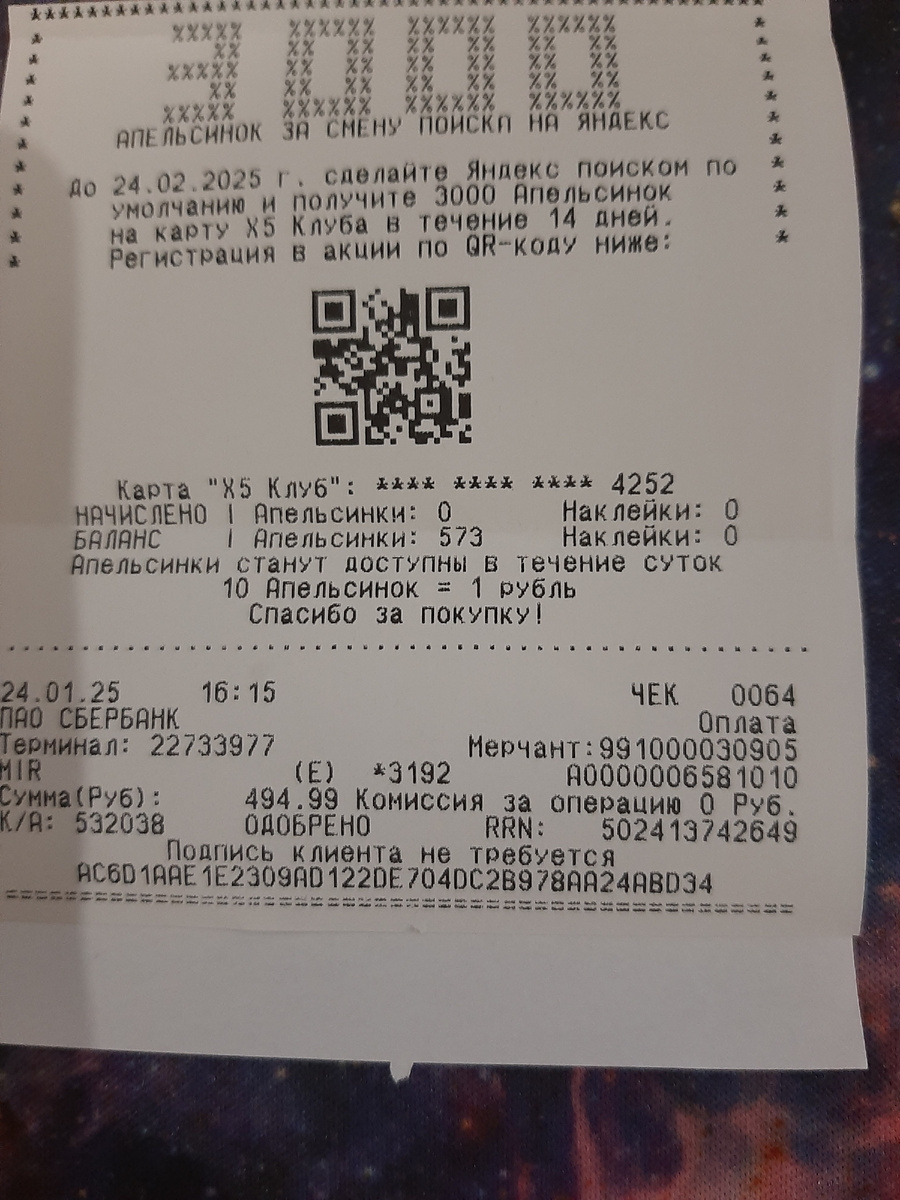 3000
АПЕЛЬСИНОК ЗА СМЕНУ ПОИСКА НА ЯНДЕКС
До 24.02.2025 г. сделайте Яндекс поиском по
умолчанию и получите 3000 Апельсинок
на карту Х5 Клуба в течение 14 дней.
Регистрация в акции по QR-коду ниже:
Карта "Х5 Клуб": **** **** **** 4252
НАЧИСЛЕНО | Апельсинки: 0 Наклейки: 0
БАЛАНС | Апельсинки: 573 Наклейки: 0
Апельсинки станут доступны в течение суток
10 Апельсинок = 1 рубль
Спасибо за покупку!
24.01.25 16:15 ЧЕК 0064
ПАО СБЕРБАНК Оплата
Терминал: 22733977 Мерчант:991000030905
MIR (E) *3192 A0000006581010
Сумма(Руб): 494.99 Комиссия за операцию 0 Руб.
К/А: 532038 ОДОБРЕНО RRN: 502413742649
Подпись клиента не требуется
AC6D1AAE1E2309AD122DE704DC2B978AA24ABD34